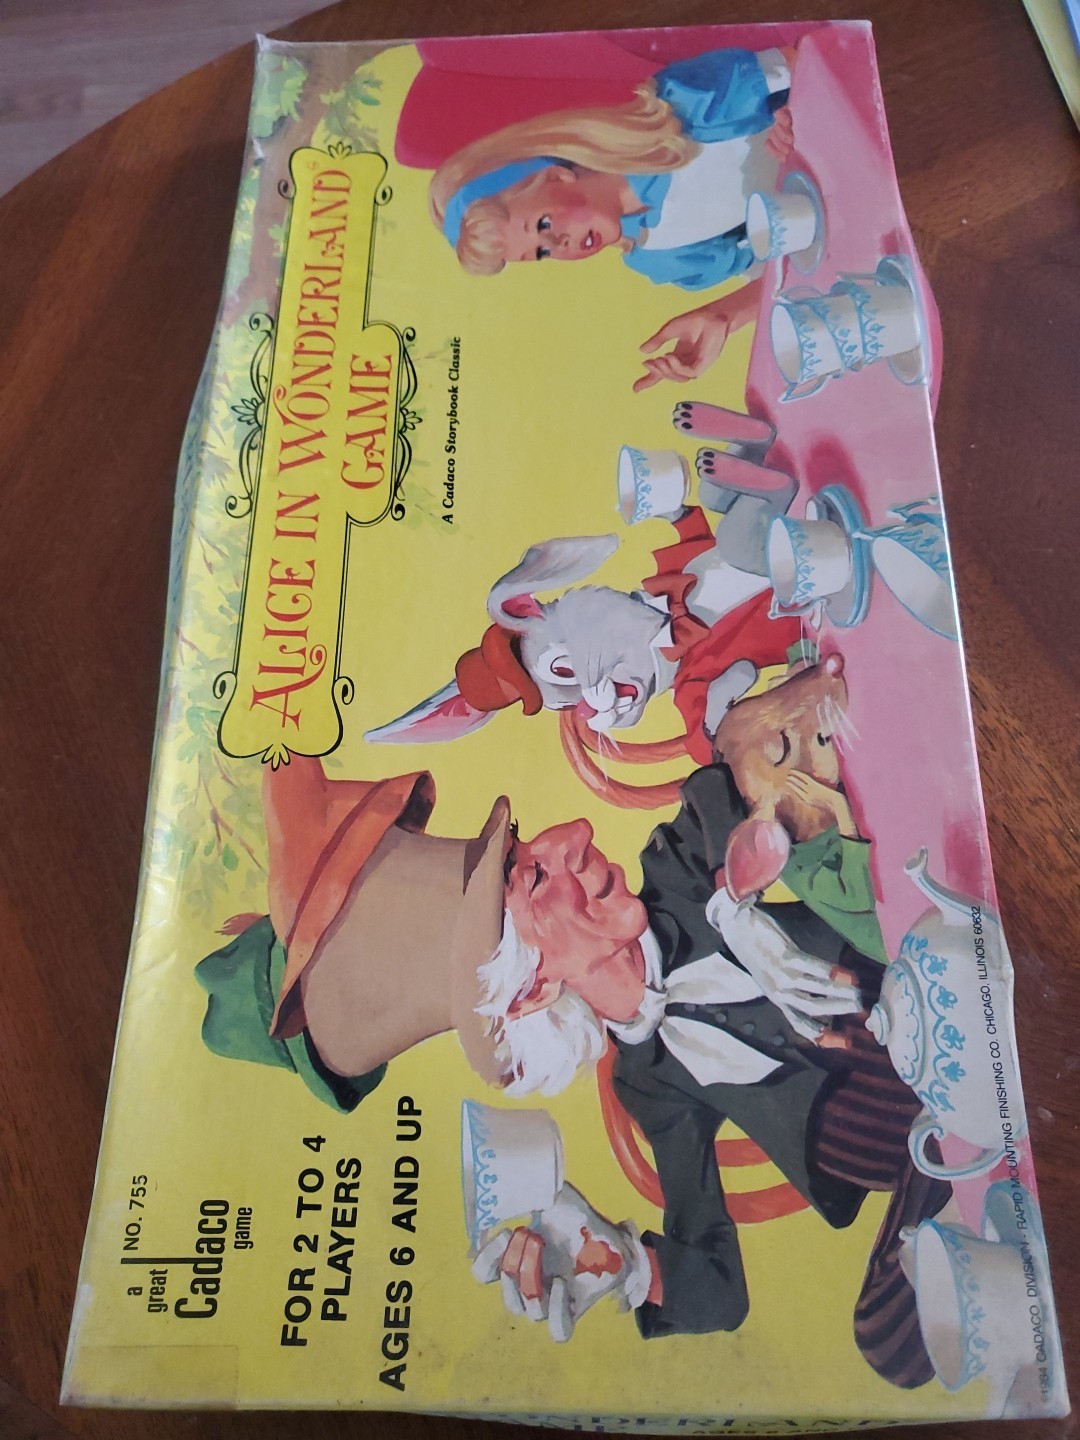 a
great
NO. 755
Cadaco
game
FOR 2 TO 4
PLAYERS
AGES 6 AND UP
ALICE IN WONDERLAND®
GAME
A Cadaco Storybook Classic
©1984 CADACO DIVISION - RAPID MOUNTING FINISHING CO. CHICAGO, ILLINOIS 60632